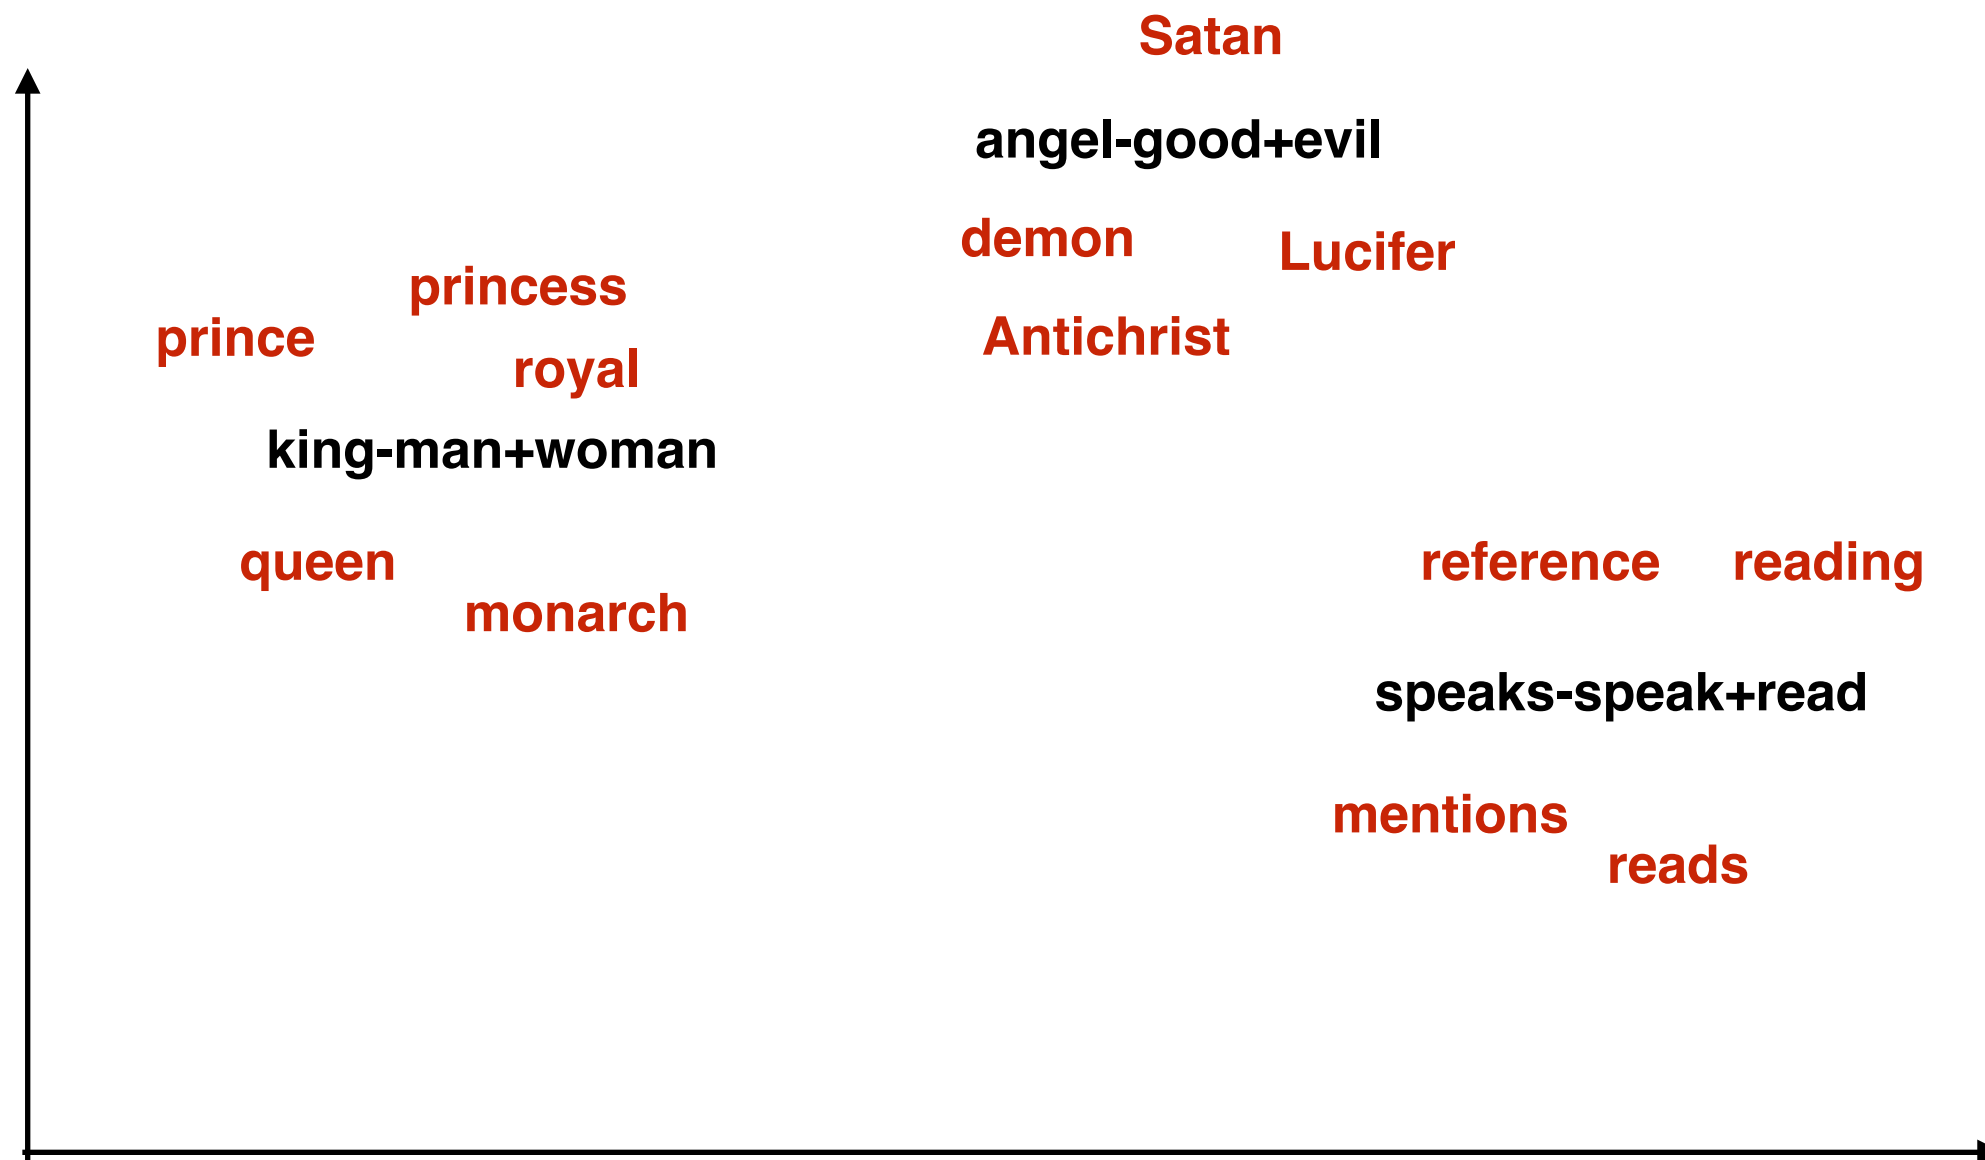 Satan
angel-good+evil
demon
Lucifer
princess
prince
Antichrist
royal
king-man+woman
queen
reference
reading
monarch
speaks-speak+read
mentions
reads